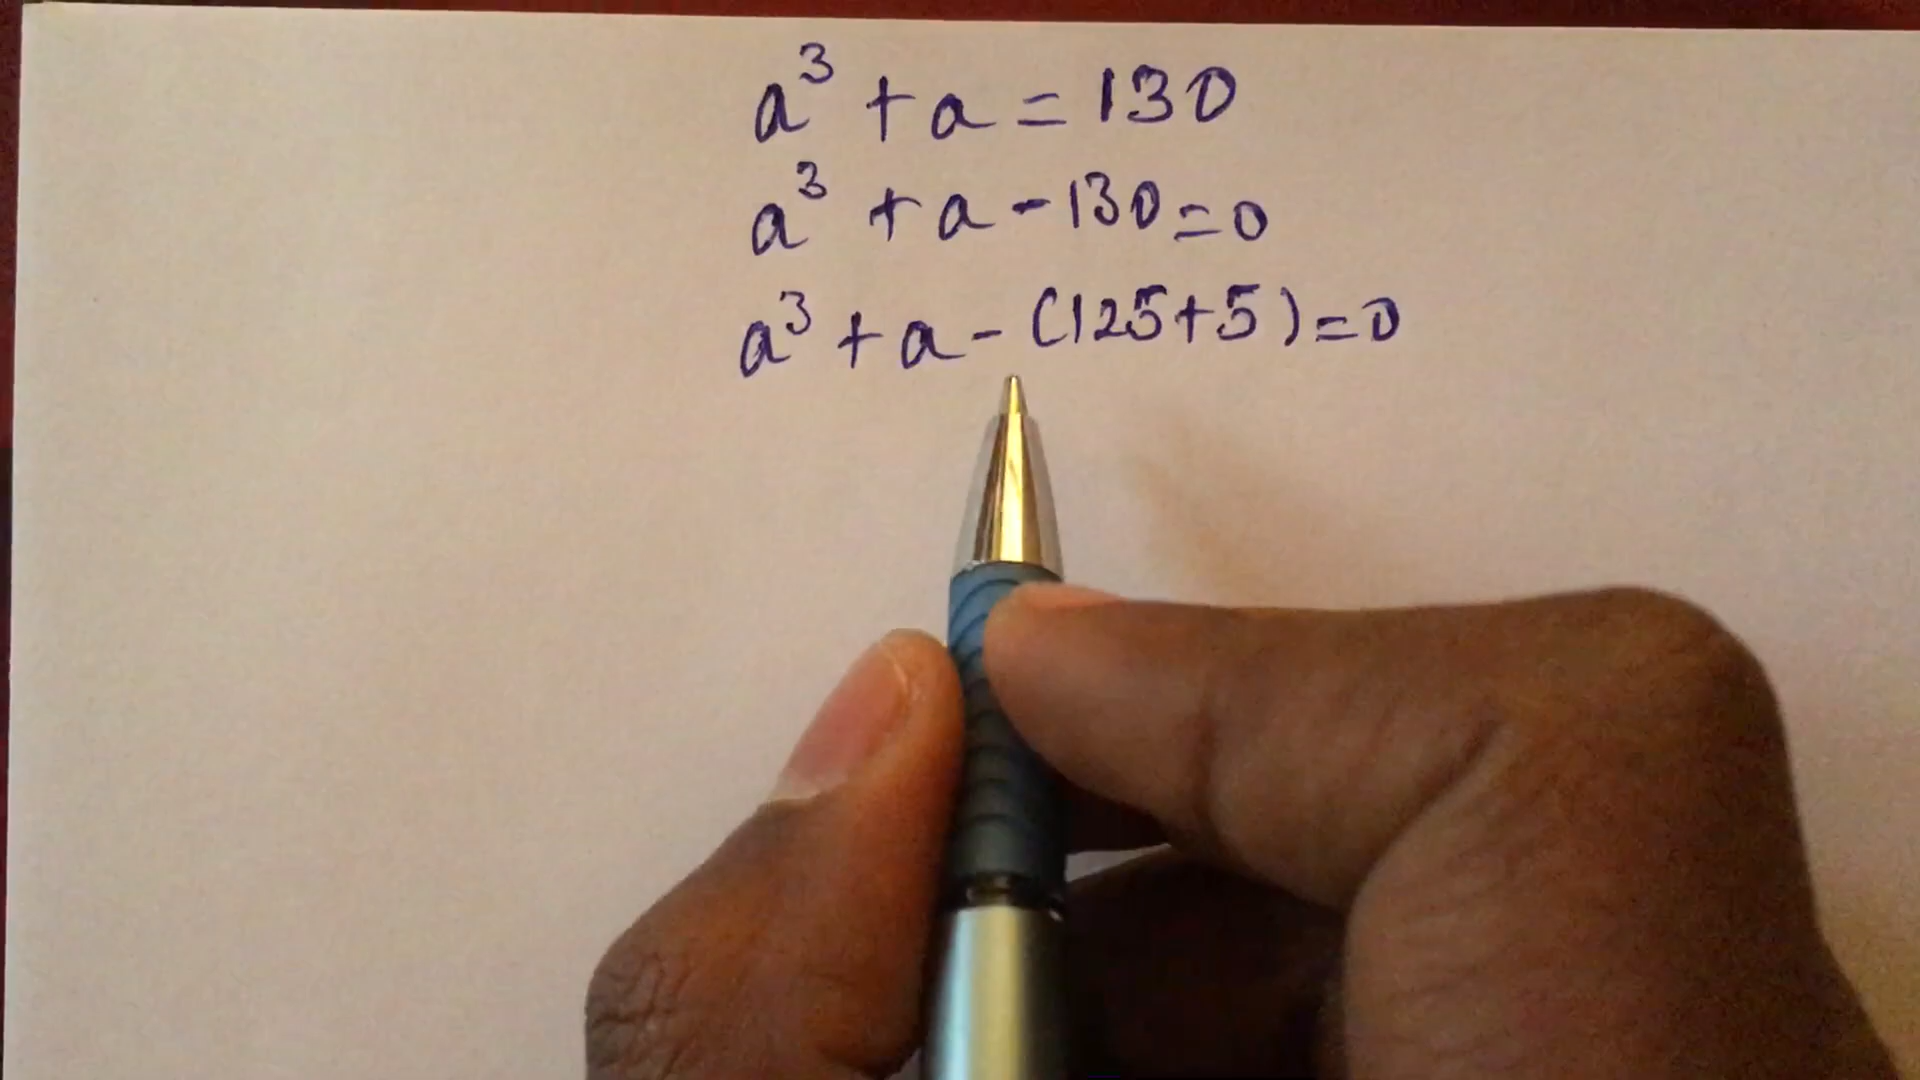 a³ + a = 130
a³ + a - 130 = 0
a³ + a - (125 + 5) = 0